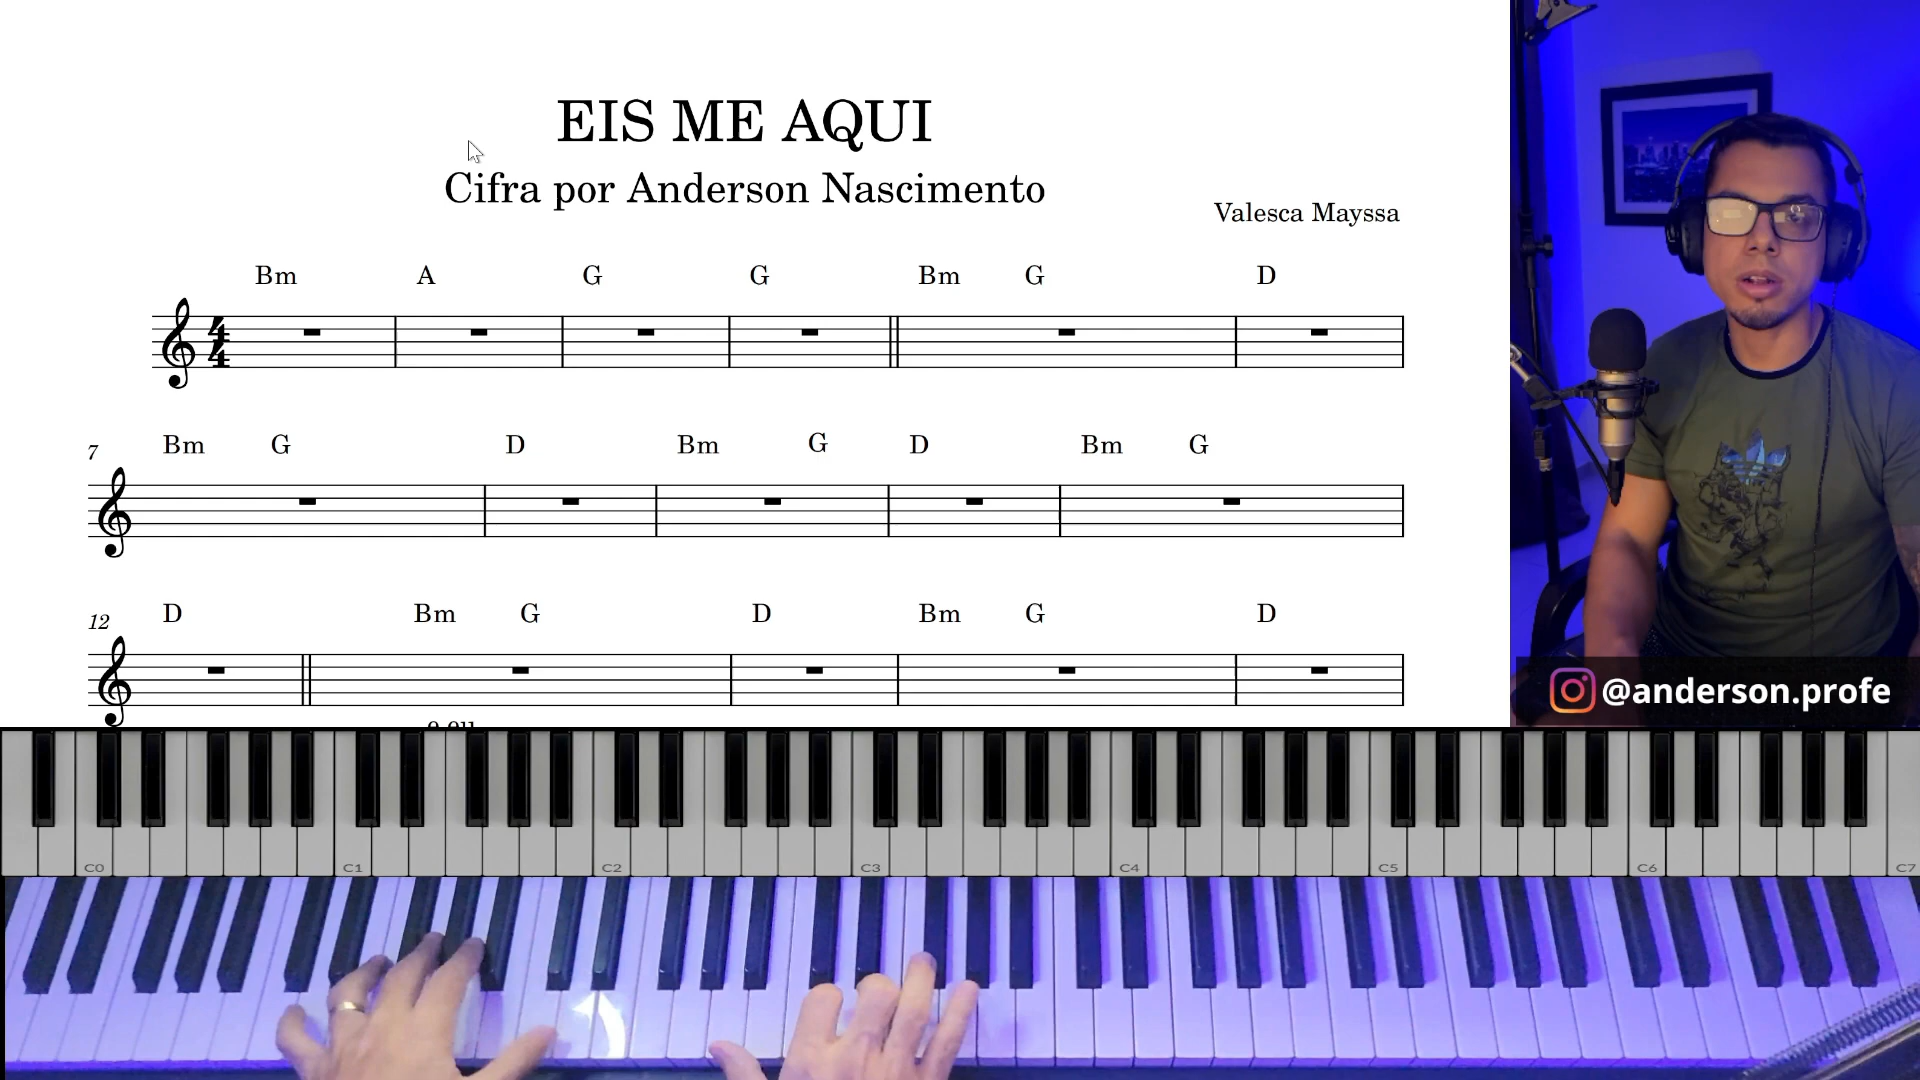 EIS ME AQUI
Cifra por Anderson Nascimento
Valesca Mayssa
Bm A G G Bm G D
7 Bm G D Bm G D Bm G
12 D Bm G D Bm G D
@anderson.profe
C0 C1 C2 C3 C4 C5 C6 C7